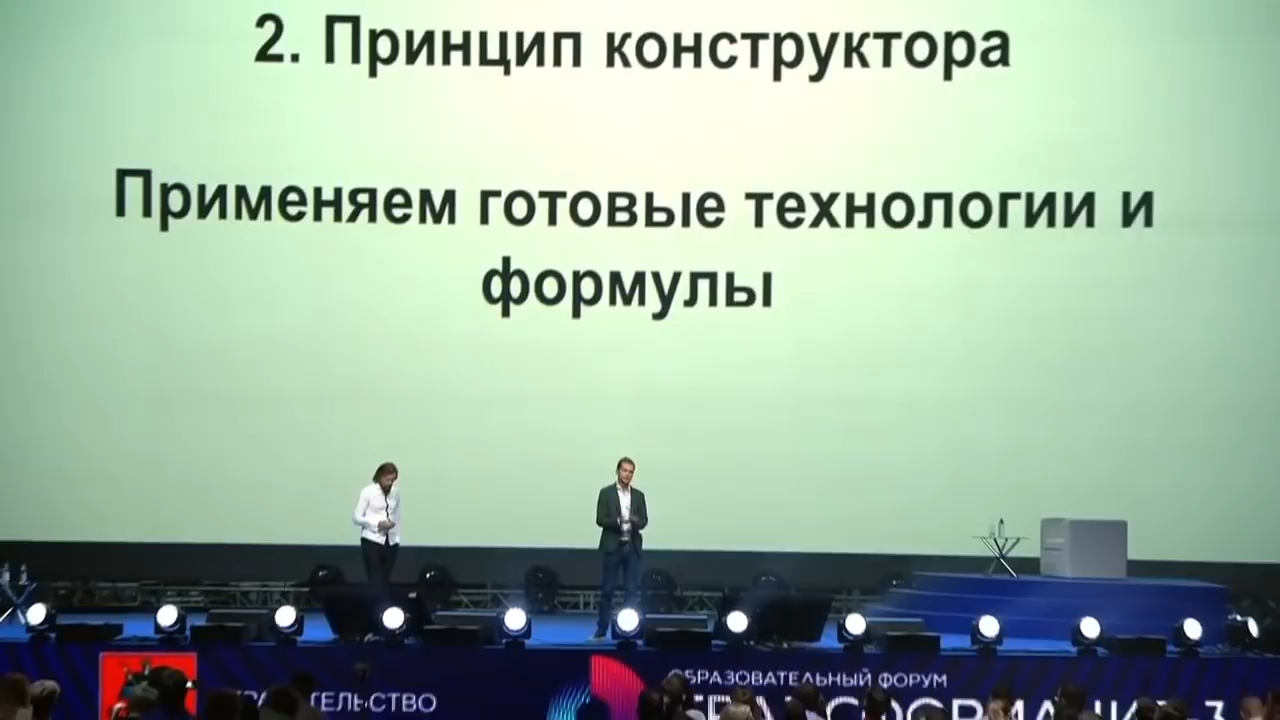 2. Принцип конструктора
Применяем готовые технологии и
формулы
ОБРАЗОВАТЕЛЬНЫЙ ФОРУМ